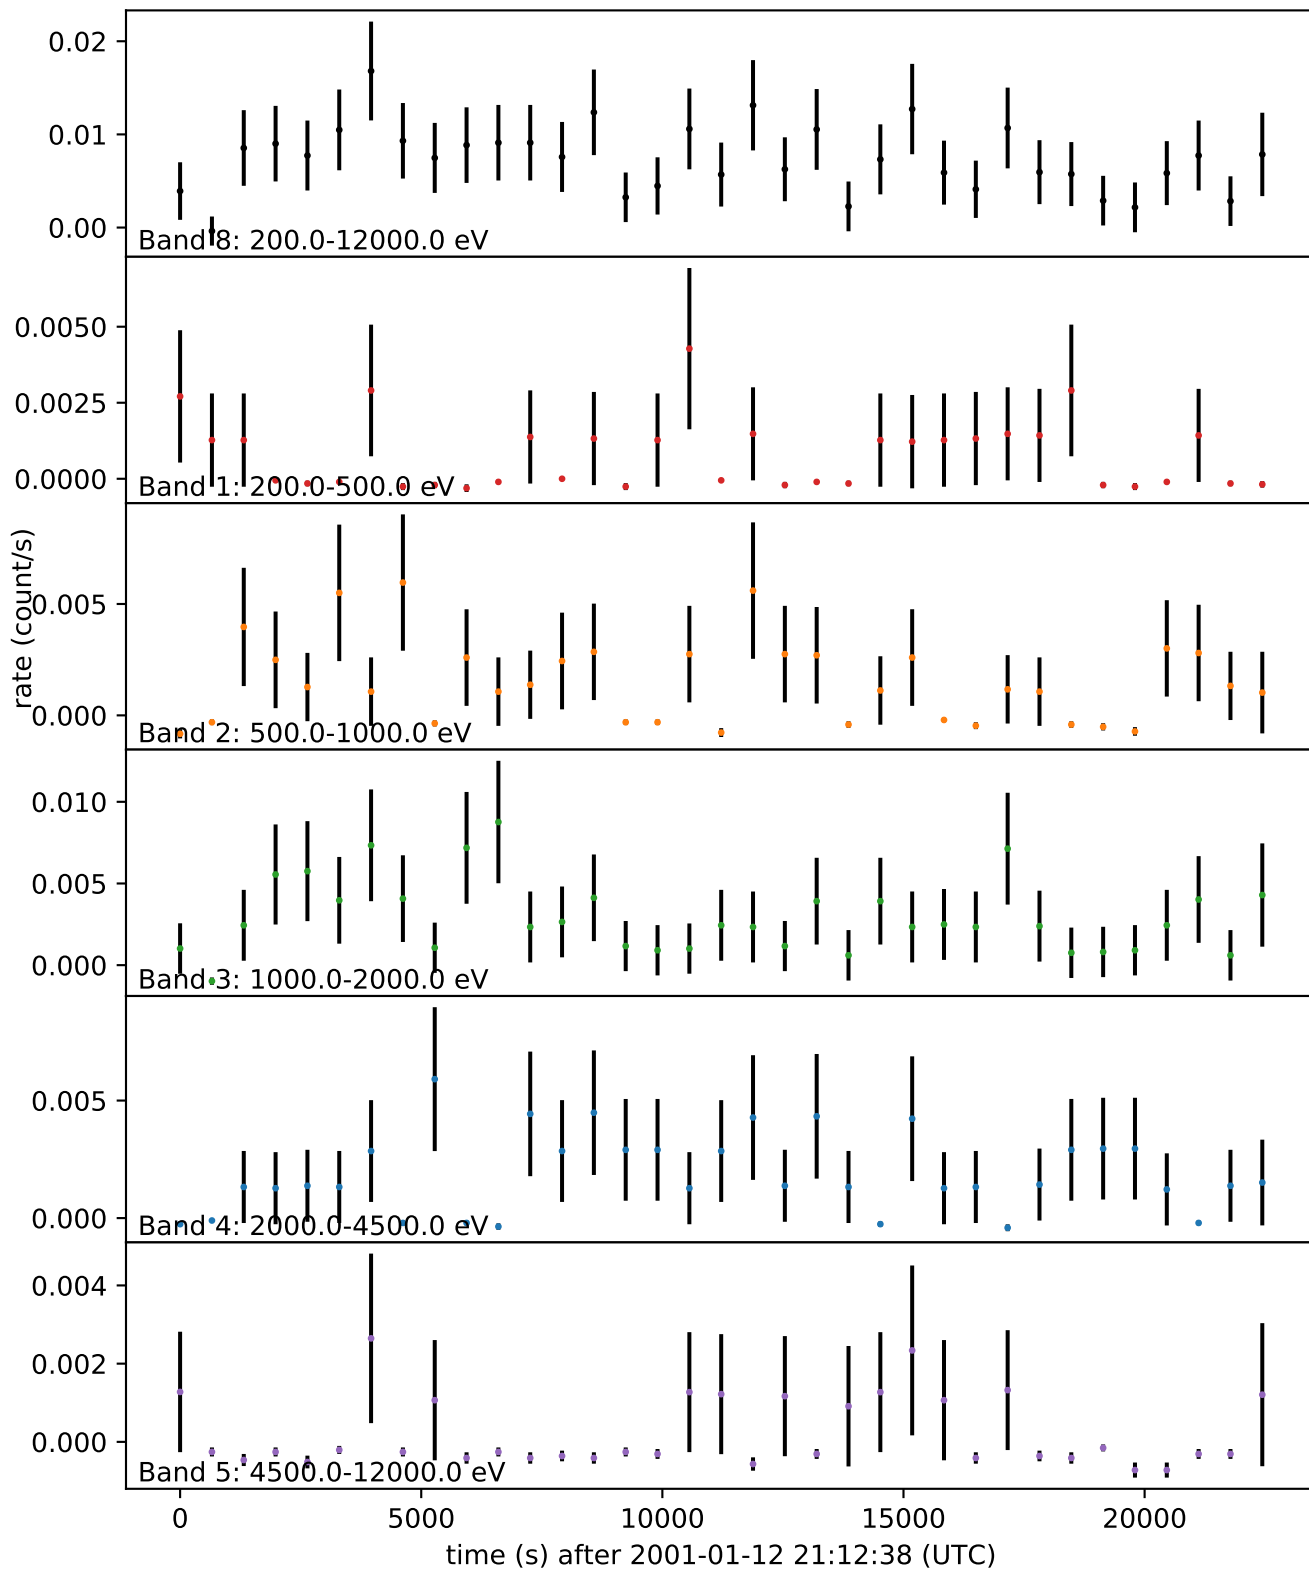 0.02
0.01
0.00
Band 8: 200.0-12000.0 eV
0.0050
0.0025
0.0000
Band 1: 200.0-500.0 eV
rate (count/s)
0.005
0.000
Band 2: 500.0-1000.0 eV
0.010
0.005
0.000
Band 3: 1000.0-2000.0 eV
0.005
0.000
Band 4: 2000.0-4500.0 eV
0.004
0.002
0.000
Band 5: 4500.0-12000.0 eV
0 5000 10000 15000 20000
time (s) after 2001-01-12 21:12:38 (UTC)